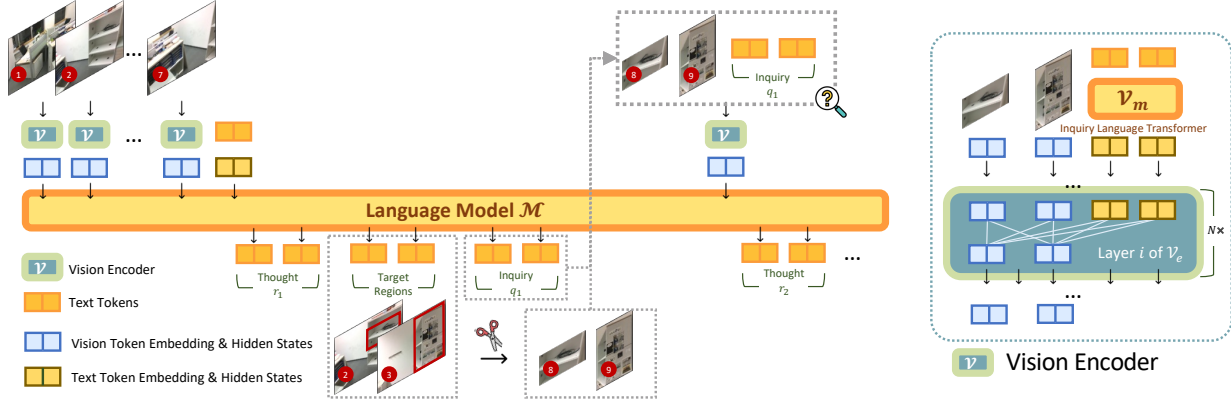 1
2
...
7
𝒱
𝒱
...
𝒱
Language Model ℳ
Thought
r₁
Target
Regions
Inquiry
q₁
Thought
r₂
...
2
3
8
9
8
9
Inquiry
q₁
?
𝒱
𝒱 Vision Encoder
Text Tokens
Vision Token Embedding & Hidden States
Text Token Embedding & Hidden States
𝒱ₘ
Inquiry Language Transformer
...
Layer i of 𝒱ₑ
N×
...
𝒱 Vision Encoder